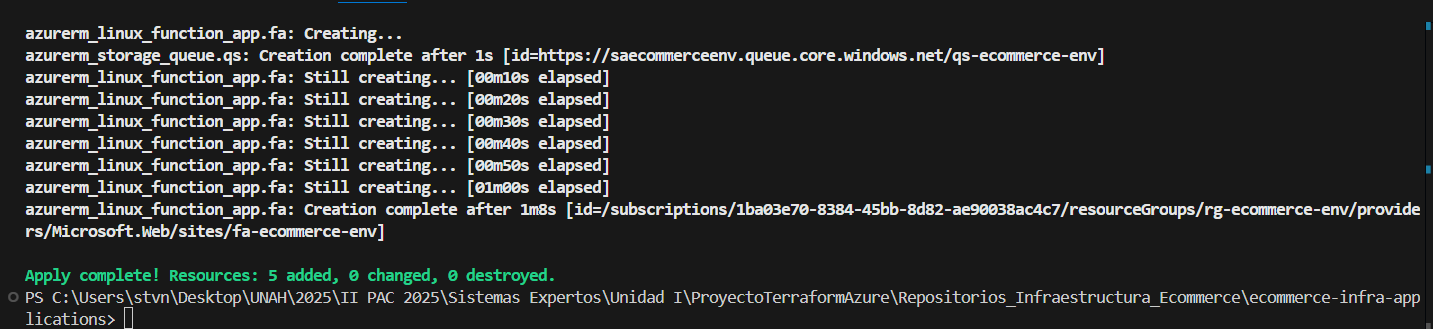 azurerm_linux_function_app.fa: Creating...
azurerm_storage_queue.qs: Creation complete after 1s [id=https://saecommerceenv.queue.core.windows.net/qs-ecommerce-env]
azurerm_linux_function_app.fa: Still creating... [00m10s elapsed]
azurerm_linux_function_app.fa: Still creating... [00m20s elapsed]
azurerm_linux_function_app.fa: Still creating... [00m30s elapsed]
azurerm_linux_function_app.fa: Still creating... [00m40s elapsed]
azurerm_linux_function_app.fa: Still creating... [00m50s elapsed]
azurerm_linux_function_app.fa: Still creating... [01m00s elapsed]
azurerm_linux_function_app.fa: Creation complete after 1m8s [id=/subscriptions/1ba03e70-8384-45bb-8d82-ae90038ac4c7/resourceGroups/rg-ecommerce-env/provide
rs/Microsoft.Web/sites/fa-ecommerce-env]
Apply complete! Resources: 5 added, 0 changed, 0 destroyed.
PS C:\Users\stvn\Desktop\UNAH\2025\II PAC 2025\Sistemas Expertos\Unidad I\ProyectoTerraformAzure\Repositorios_Infraestructura_Ecommerce\ecommerce-infra-app
lications>